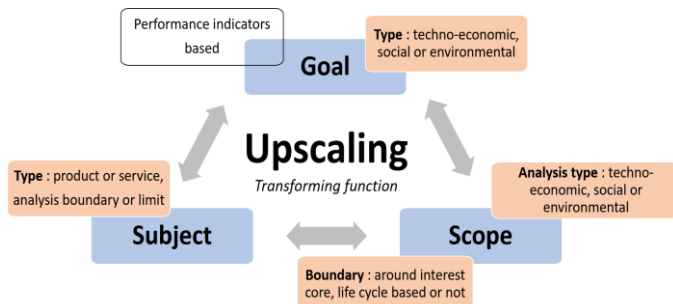 Performance indicators
based
Type : techno-economic,
social or environmental
Goal
Upscaling
Transforming function
Type : product or service,
analysis boundary or limit
Analysis type : techno-
economic, social or
environmental
Subject
Scope
Boundary : around interest
core, life cycle based or not